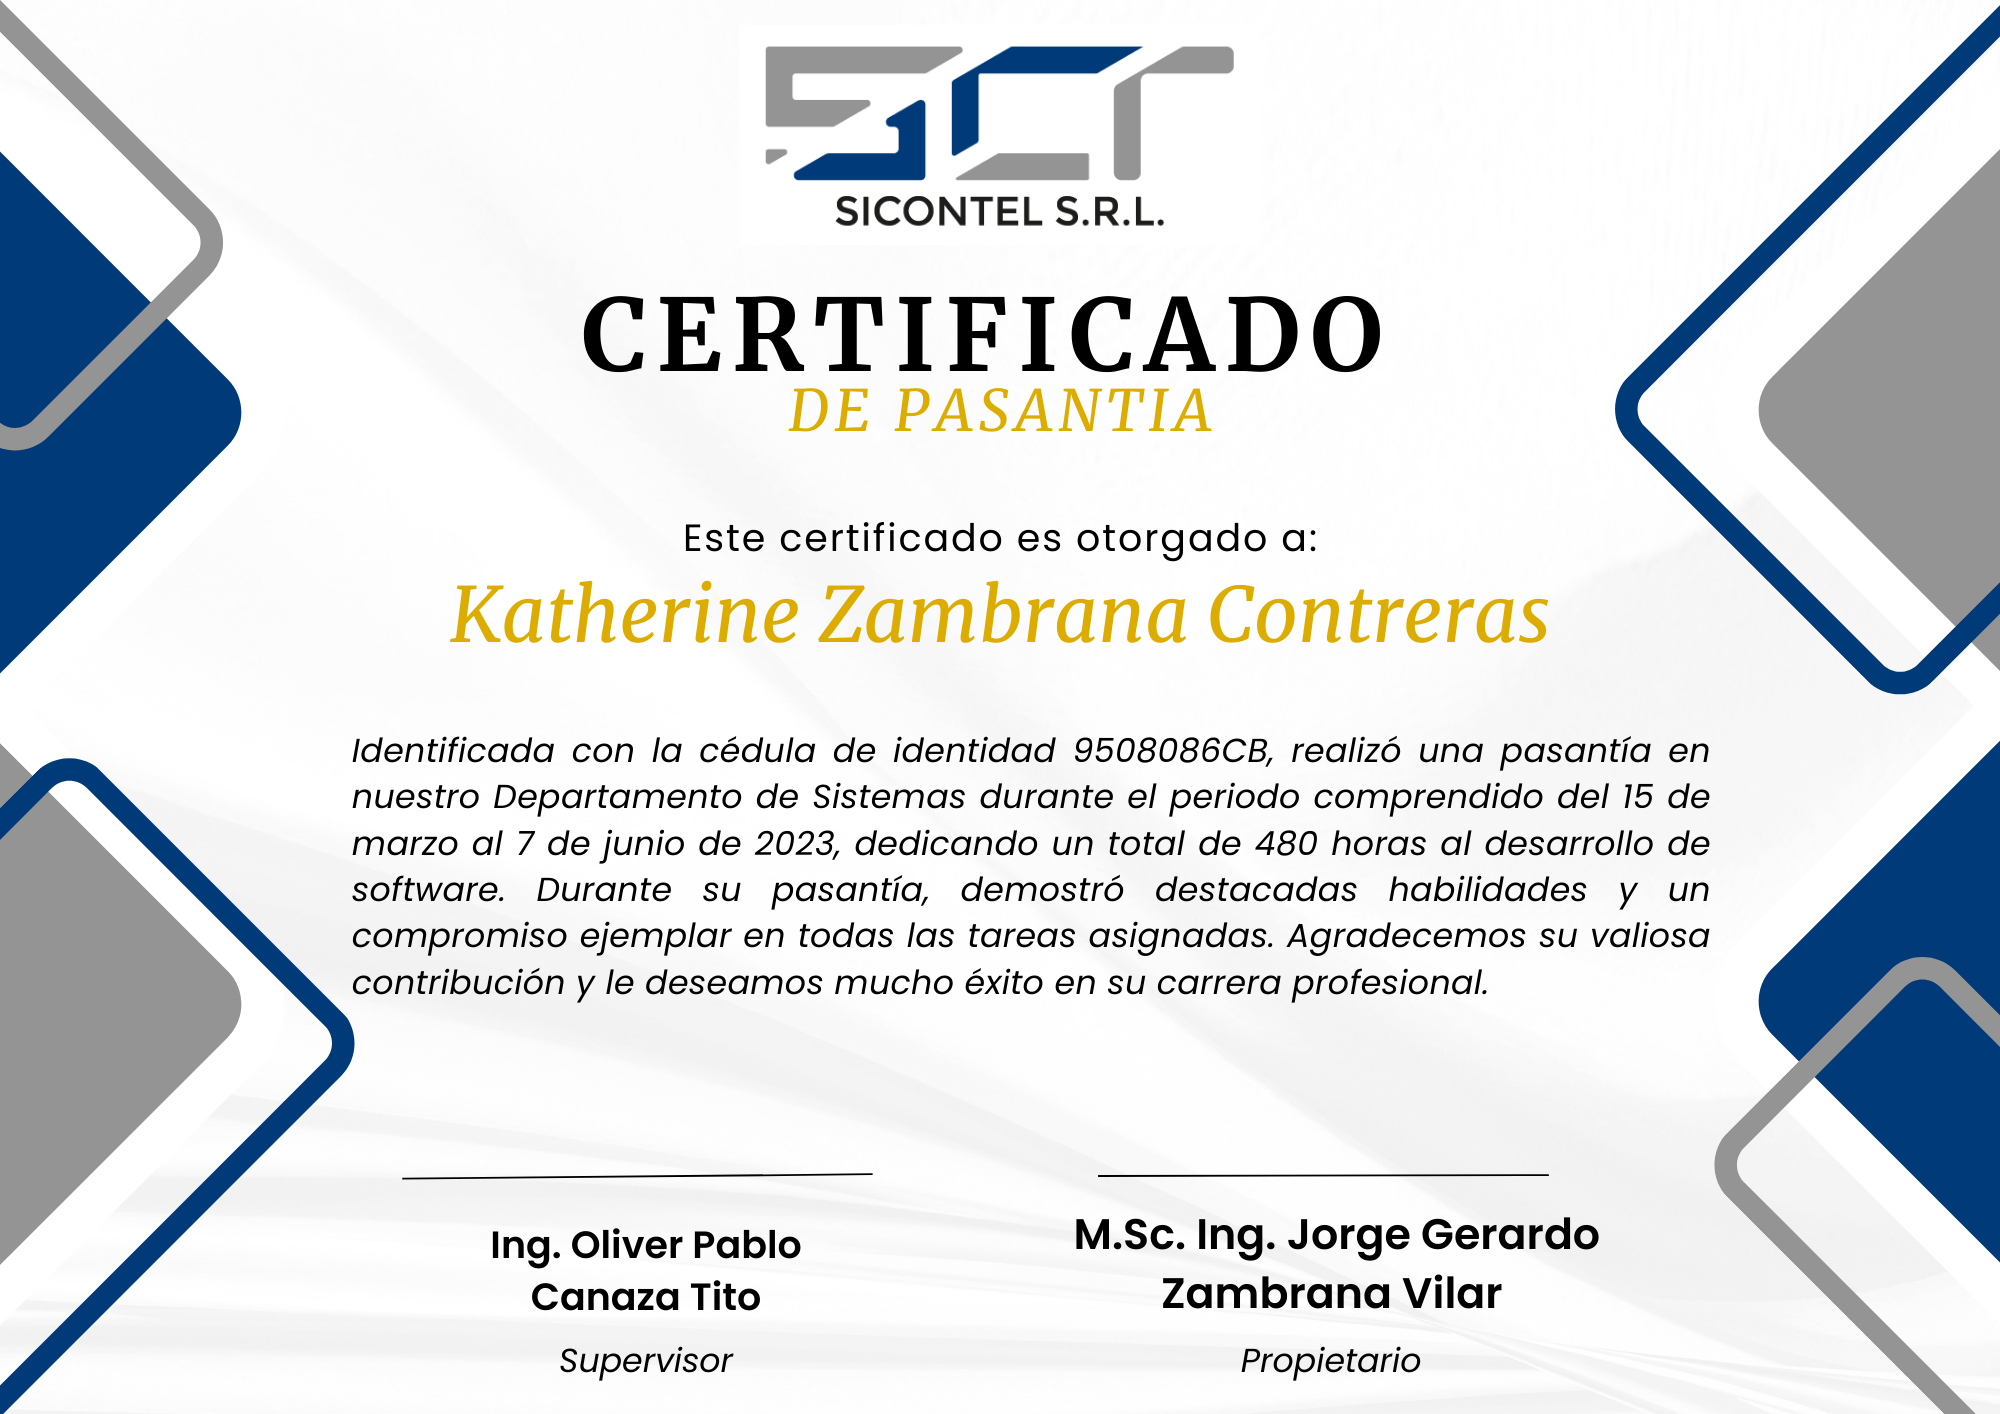 SCT
SICONTEL S.R.L.
CERTIFICADO
DE PASANTIA
Este certificado es otorgado a:
Katherine Zambrana Contreras
Identificada con la cédula de identidad 9508086CB, realizó una pasantía en
nuestro Departamento de Sistemas durante el periodo comprendido del 15 de
marzo al 7 de junio de 2023, dedicando un total de 480 horas al desarrollo de
software. Durante su pasantía, demostró destacadas habilidades y un
compromiso ejemplar en todas las tareas asignadas. Agradecemos su valiosa
contribución y le deseamos mucho éxito en su carrera profesional.
Ing. Oliver Pablo
Canaza Tito
Supervisor
M.Sc. Ing. Jorge Gerardo
Zambrana Vilar
Propietario